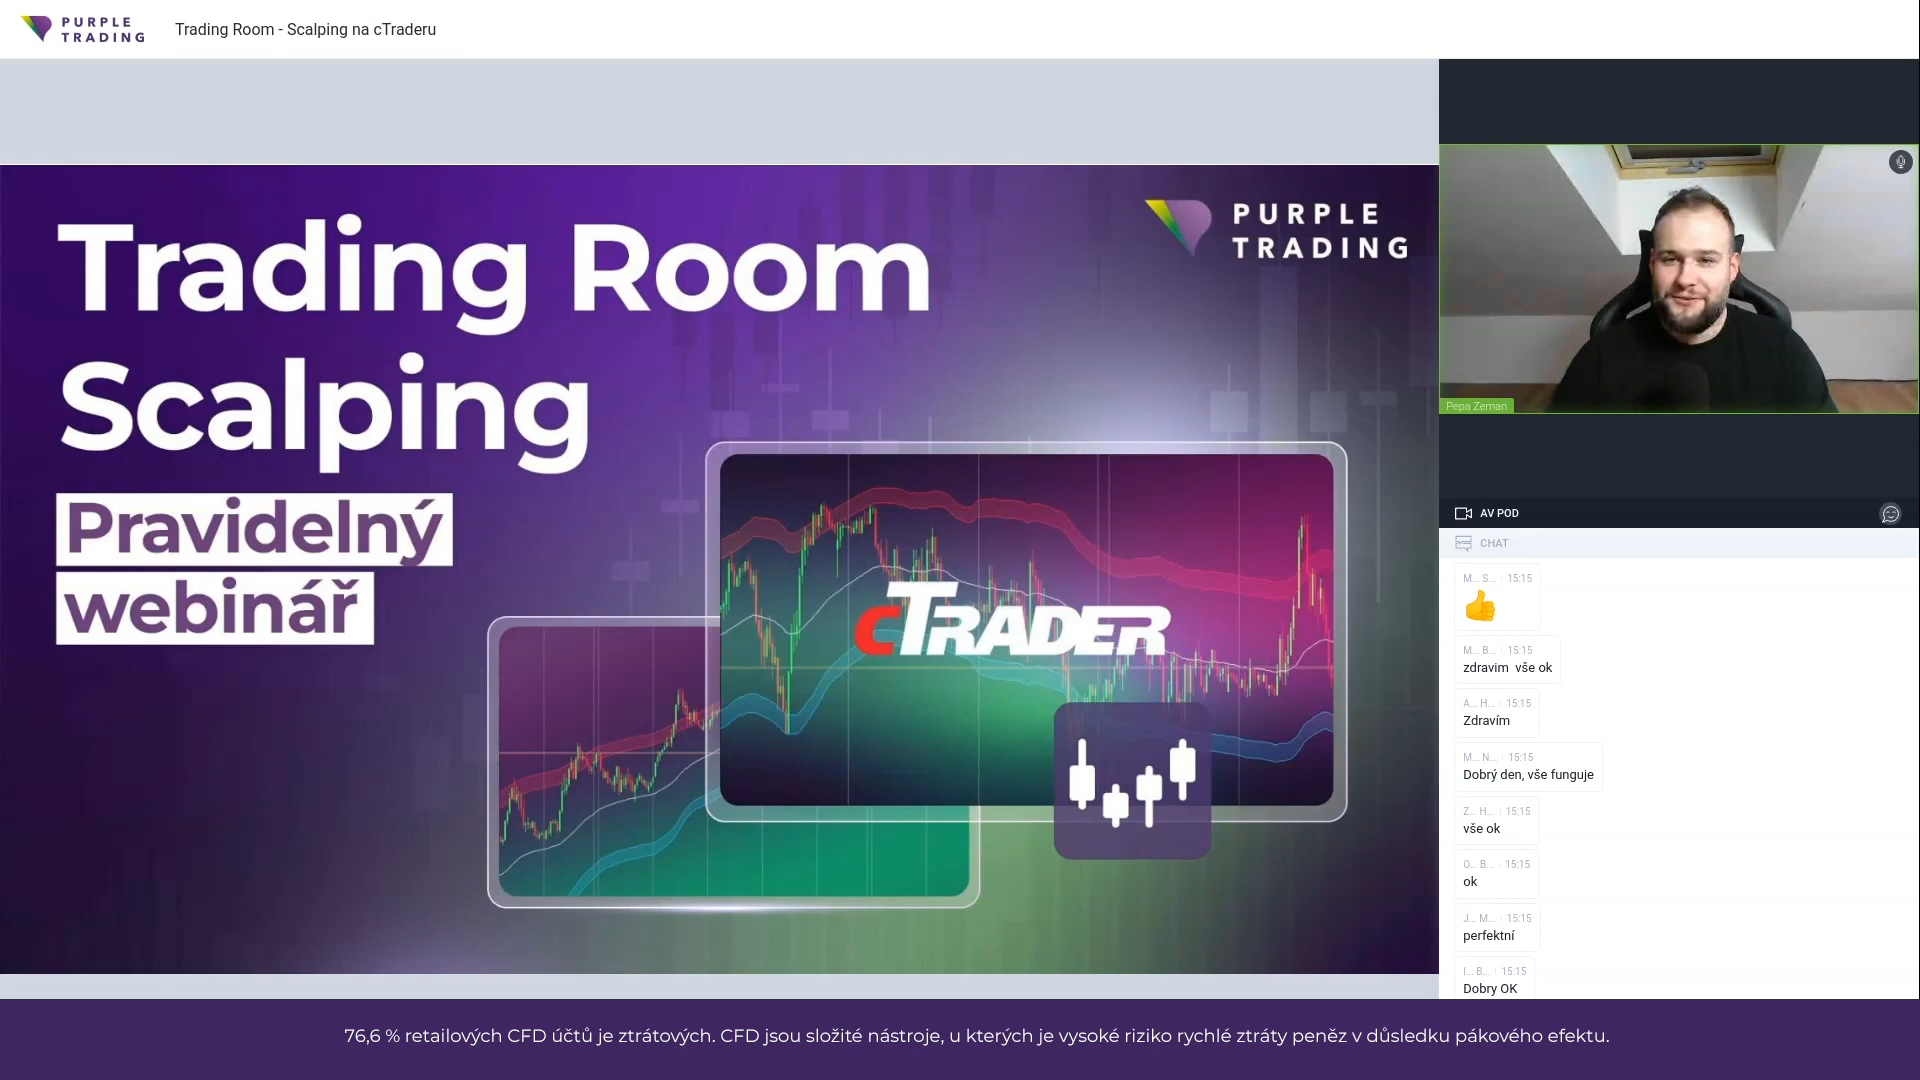 PURPLE
TRADING
Trading Room - Scalping na cTraderu
Trading Room
Scalping
Pravidelný
webinář
PURPLE
TRADING
cTRADER
Pepa Zeman
AV POD
CHAT
M... S... 15:15
M... B... 15:15
zdravim vše ok
A... H... 15:15
Zdravím
M... N... 15:15
Dobrý den, vše funguje
Z... H... 15:15
vše ok
O... B... 15:15
ok
J... M... 15:15
perfektní
I... B... 15:15
Dobry OK
76,6 % retailových CFD účtů je ztrátových. CFD jsou složité nástroje, u kterých je vysoké riziko rychlé ztráty peněz v důsledku pákového efektu.